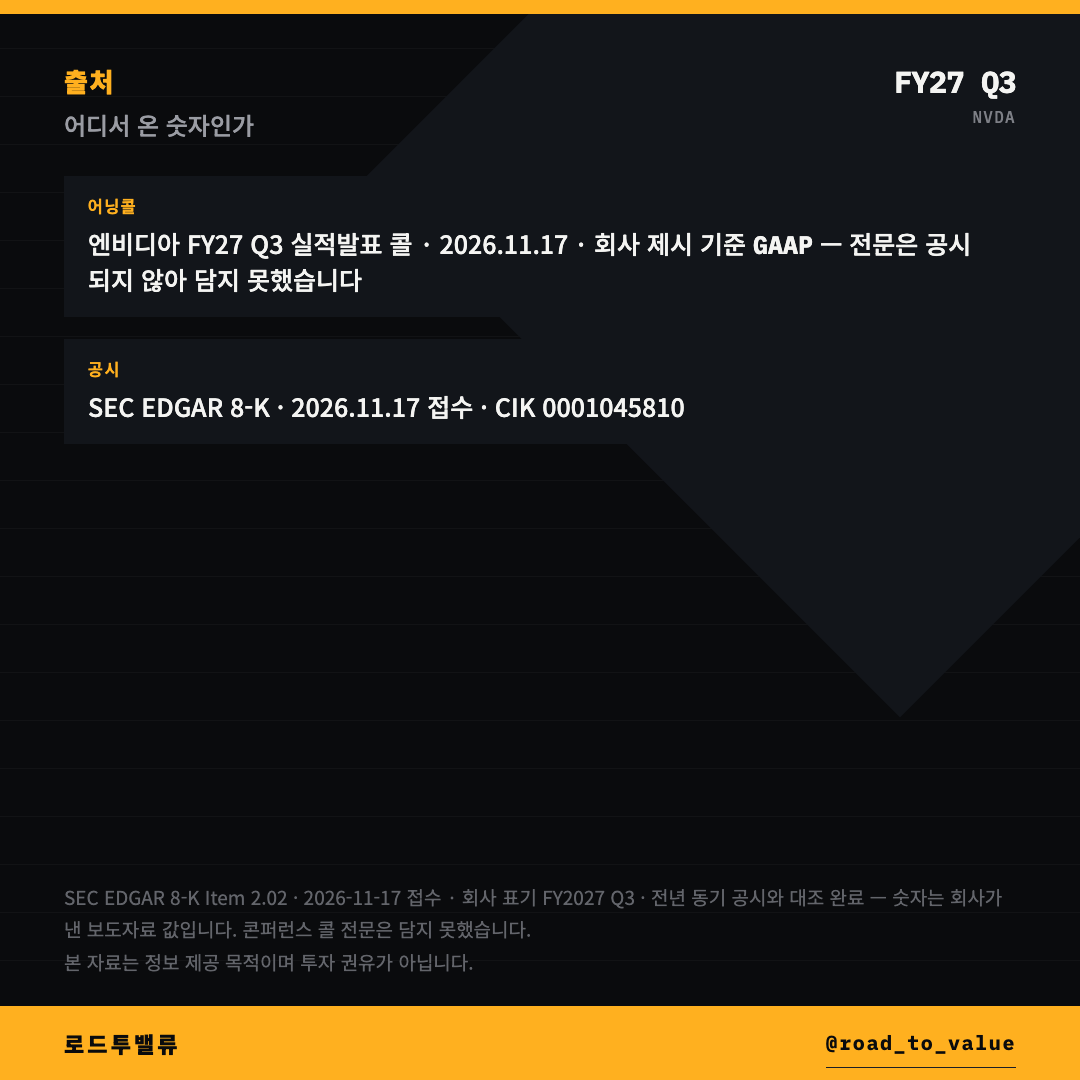 출처
어디서 온 숫자인가
FY27 Q3
NVDA
어닝콜
엔비디아 FY27 Q3 실적발표 콜 · 2026.11.17 · 회사 제시 기준 GAAP — 전문은 공시
되지 않아 담지 못했습니다
공시
SEC EDGAR 8-K · 2026.11.17 접수 · CIK 0001045810
SEC EDGAR 8-K Item 2.02 · 2026-11-17 접수 · 회사 표기 FY2027 Q3 · 전년 동기 공시와 대조 완료 — 숫자는 회사가
낸 보도자료 값입니다. 콘퍼런스 콜 전문은 담지 못했습니다.
본 자료는 정보 제공 목적이며 투자 권유가 아닙니다.
로드투밸류
@road_to_value